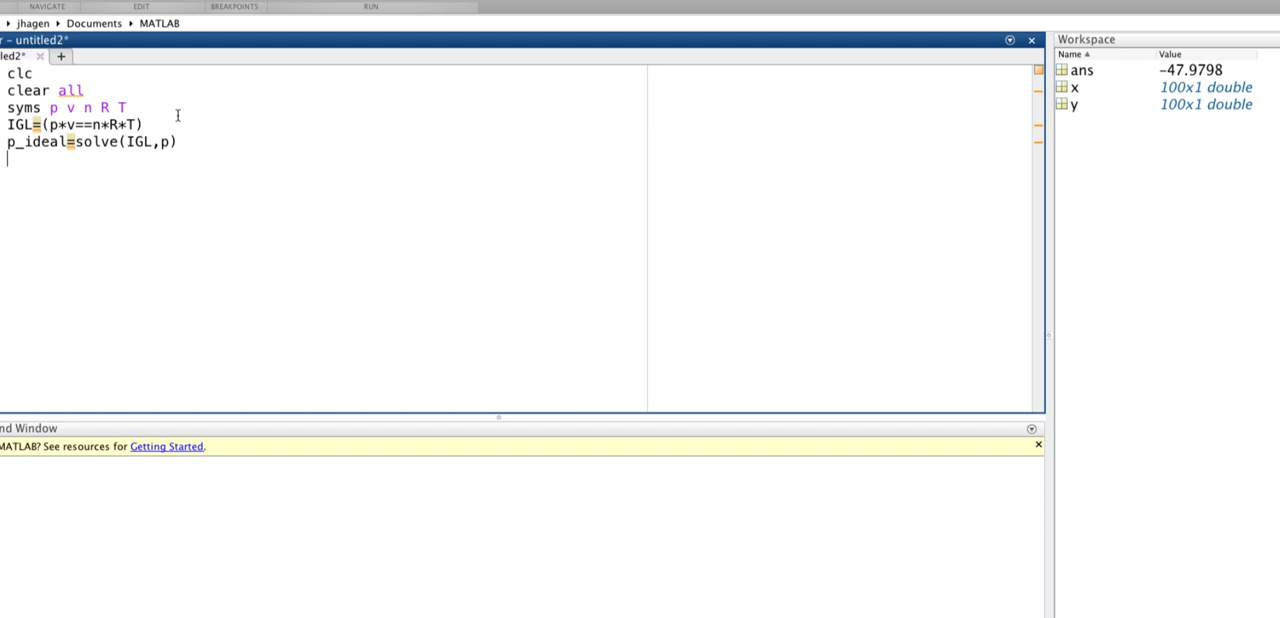 NAVIGATE EDIT BREAKPOINTS RUN
jhagen Documents MATLAB
– untitled2*
led2* +
Workspace
Name Value
clc
clear all
syms p v n R T
IGL=(p*v==n*R*T)
p_ideal=solve(IGL,p)
ans -47.9798
x 100x1 double
y 100x1 double
nd Window
MATLAB? See resources for Getting Started.